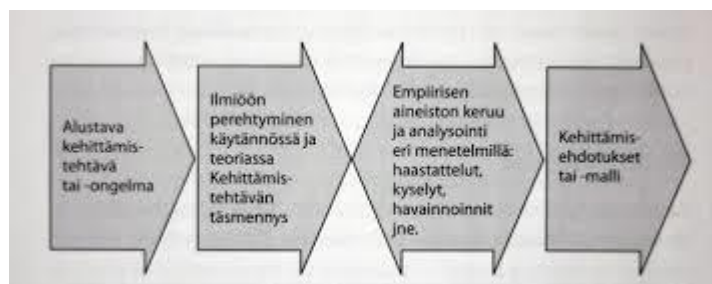 Alustava
kehittämis-
tehtävä
tai -ongelma
Ilmiöön
perehtyminen
käytännössä ja
teoriassa
Kehittämis-
tehtävän
täsmennys
Empiirisen
aineiston keruu
ja analysointi
eri menetelmillä:
haastattelut,
kyselyt,
havainnoinnit
jne.
Kehittämis-
ehdotukset
tai -malli